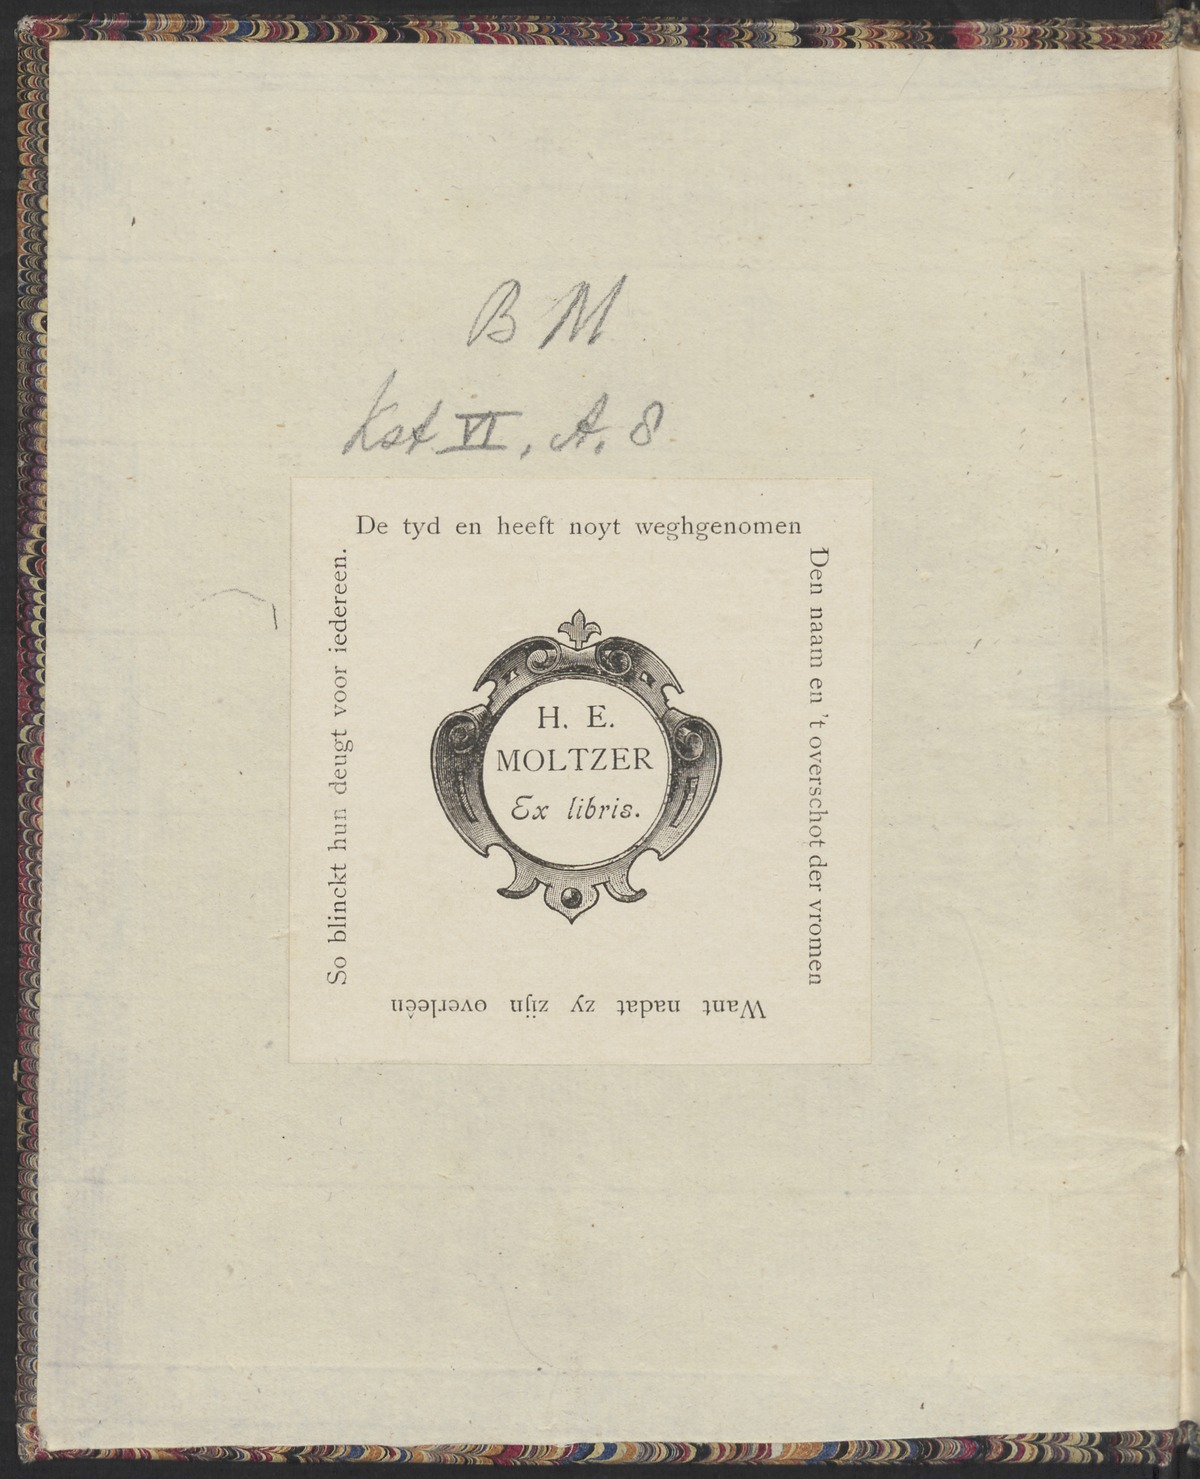 B M
Kst VI, A. 8
De tyd en heeft noyt weghgenomen
Den naam en 't overschot der vromen
Want nadat zy zijn overleên
So blinckt hun deugt voor iedereen.
H. E.
MOLTZER
Ex libris.